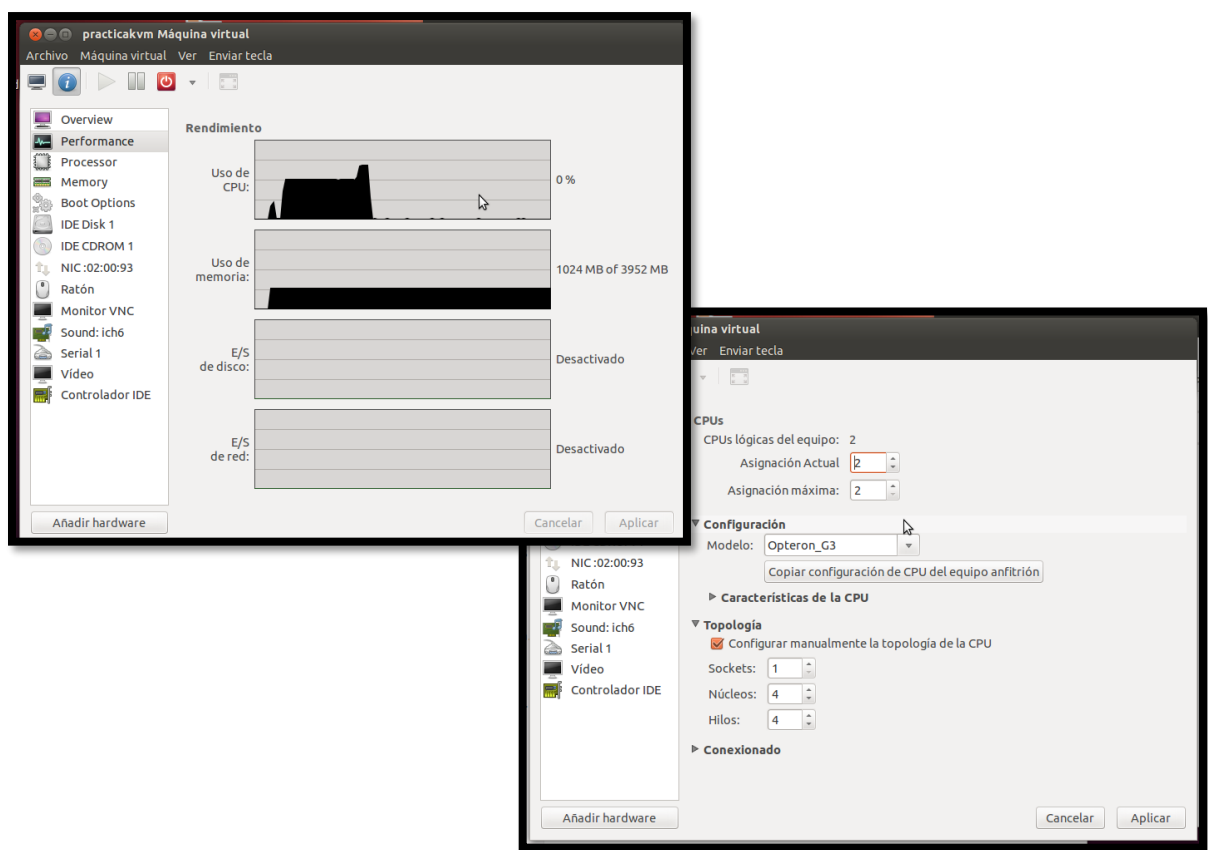 practicakvm Máquina virtual
Archivo Máquina virtual Ver Enviar tecla
Overview
Performance
Processor
Memory
Boot Options
IDE Disk 1
IDE CDROM 1
NIC :02:00:93
Ratón
Monitor VNC
Sound: ich6
Serial 1
Vídeo
Controlador IDE
Añadir hardware
Rendimiento
Uso de
CPU:
0 %
Uso de
memoria:
1024 MB of 3952 MB
E/S
de disco:
Desactivado
E/S
de red:
Desactivado
Cancelar Aplicar
uina virtual
Ver Enviar tecla
CPUs
CPUs lógicas del equipo: 2
Asignación Actual 2
Asignación máxima: 2
Configuración
Modelo: Opteron_G3
Copiar configuración de CPU del equipo anfitrión
Características de la CPU
Topología
Configurar manualmente la topología de la CPU
Sockets: 1
Núcleos: 4
Hilos: 4
Conexionado
NIC :02:00:93
Ratón
Monitor VNC
Sound: ich6
Serial 1
Vídeo
Controlador IDE
Añadir hardware
Cancelar Aplicar